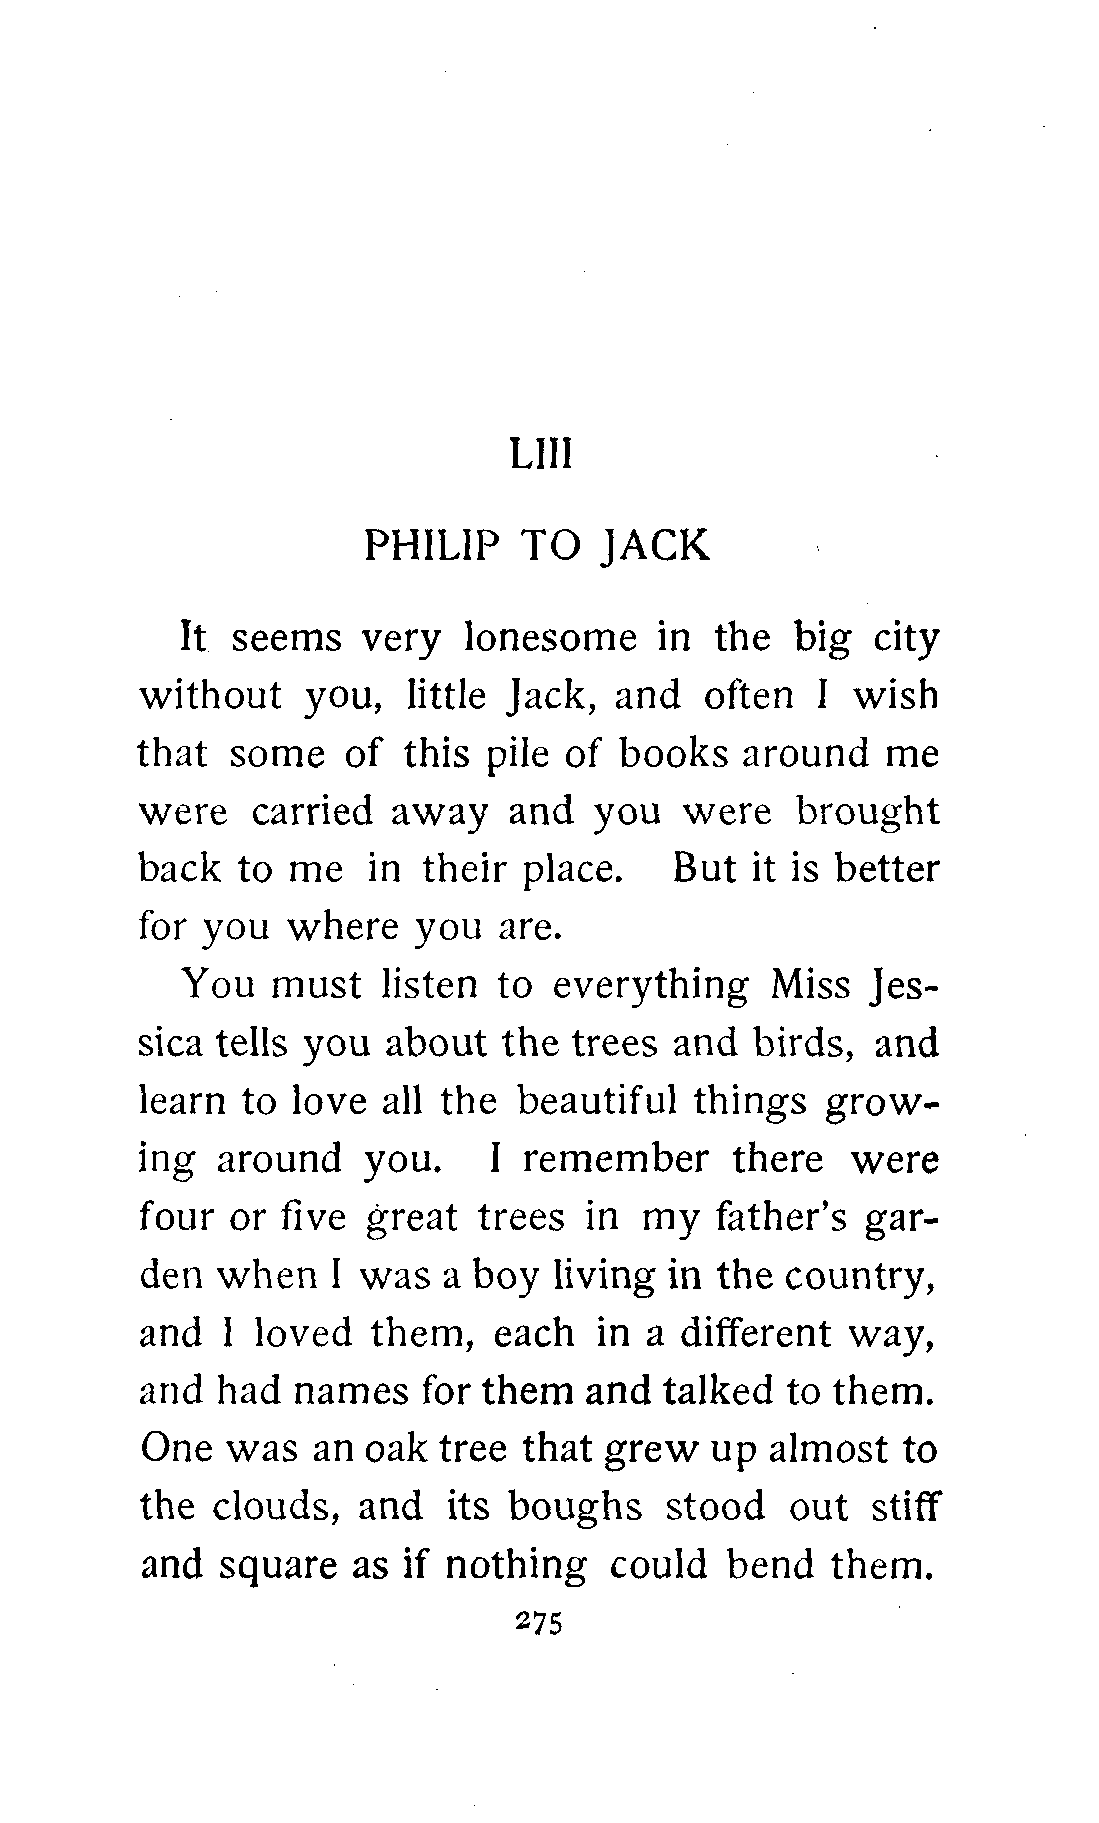 LIII
PHILIP TO JACK
It seems very lonesome in the big city
without you, little Jack, and often I wish
that some of this pile of books around me
were carried away and you were brought
back to me in their place. But it is better
for you where you are.
You must listen to everything Miss Jes-
sica tells you about the trees and birds, and
learn to love all the beautiful things grow-
ing around you. I remember there were
four or five great trees in my father's gar-
den when I was a boy living in the country,
and I loved them, each in a different way,
and had names for them and talked to them.
One was an oak tree that grew up almost to
the clouds, and its boughs stood out stiff
and square as if nothing could bend them.
275